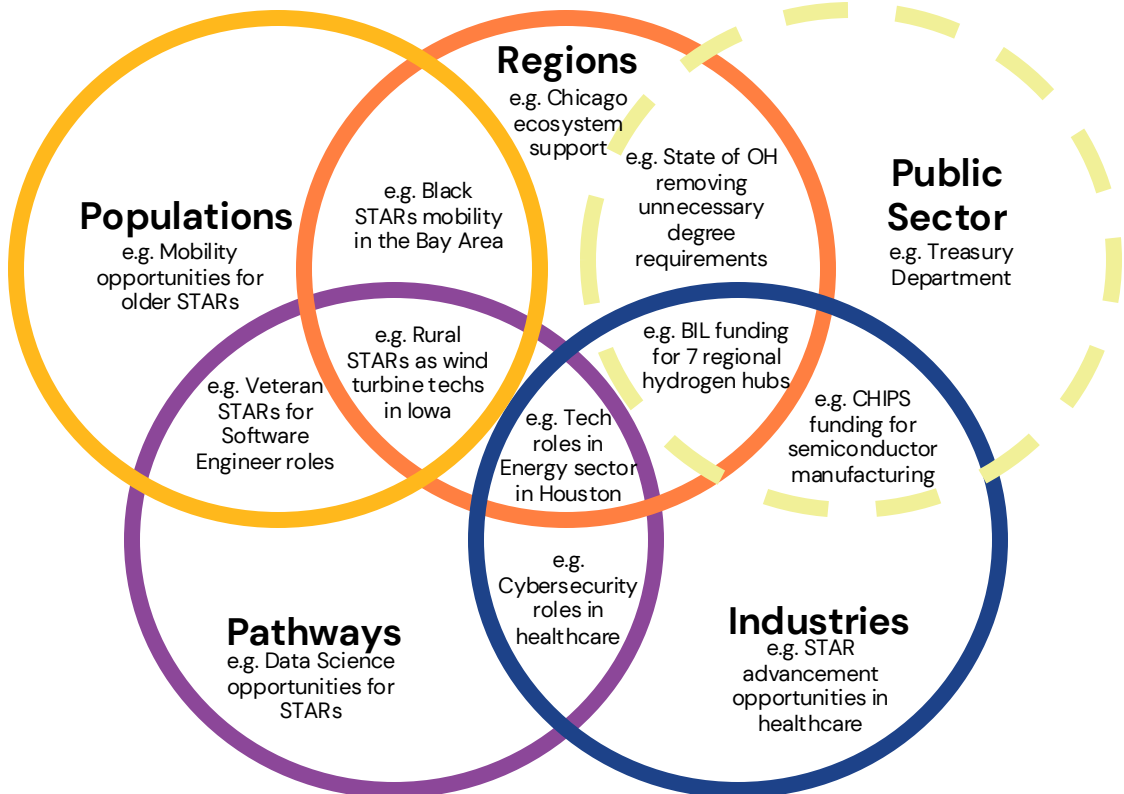 Regions
e.g. Chicago
ecosystem
support
e.g. State of OH
removing
unnecessary
degree
requirements
Public
Sector
e.g. Treasury
Department
Populations
e.g. Mobility
opportunities for
older STARs
e.g. Black
STARs mobility
in the Bay Area
e.g. Rural
STARs as wind
turbine techs
in Iowa
e.g. BIL funding
for 7 regional
hydrogen hubs
e.g. Veteran
STARs for
Software
Engineer roles
e.g. Tech
roles in
Energy sector
in Houston
e.g. CHIPS
funding for
semiconductor
manufacturing
e.g.
Cybersecurity
roles in
healthcare
Pathways
e.g. Data Science
opportunities for
STARs
Industries
e.g. STAR
advancement
opportunities in
healthcare